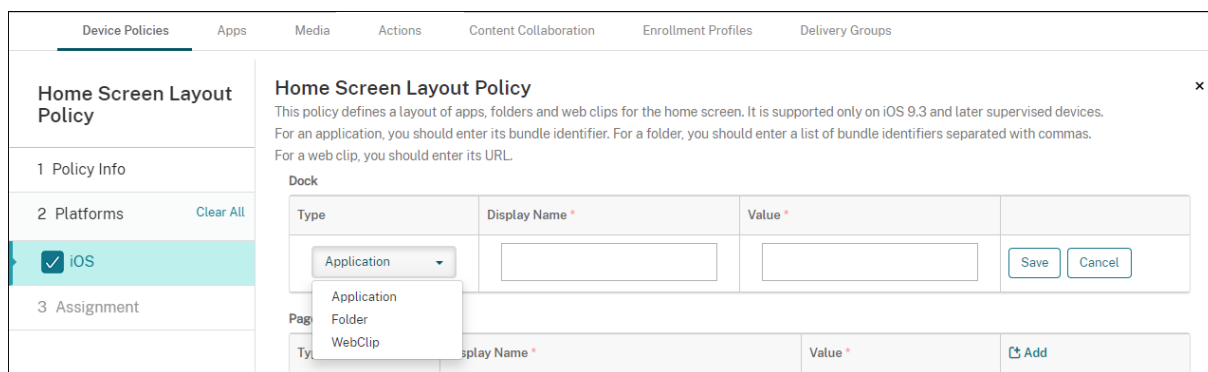 Device Policies Apps Media Actions Content Collaboration Enrollment Profiles Delivery Groups
Home Screen Layout
Policy
1 Policy Info
2 Platforms Clear All
iOS
3 Assignment
Home Screen Layout Policy
×
This policy defines a layout of apps, folders and web clips for the home screen. It is supported only on iOS 9.3 and later supervised devices.
For an application, you should enter its bundle identifier. For a folder, you should enter a list of bundle identifiers separated with commas.
For a web clip, you should enter its URL.
Dock
Type Display Name * Value *
Application Save Cancel
Application
Folder
WebClip
Pag
Ty splay Name * Value * Add